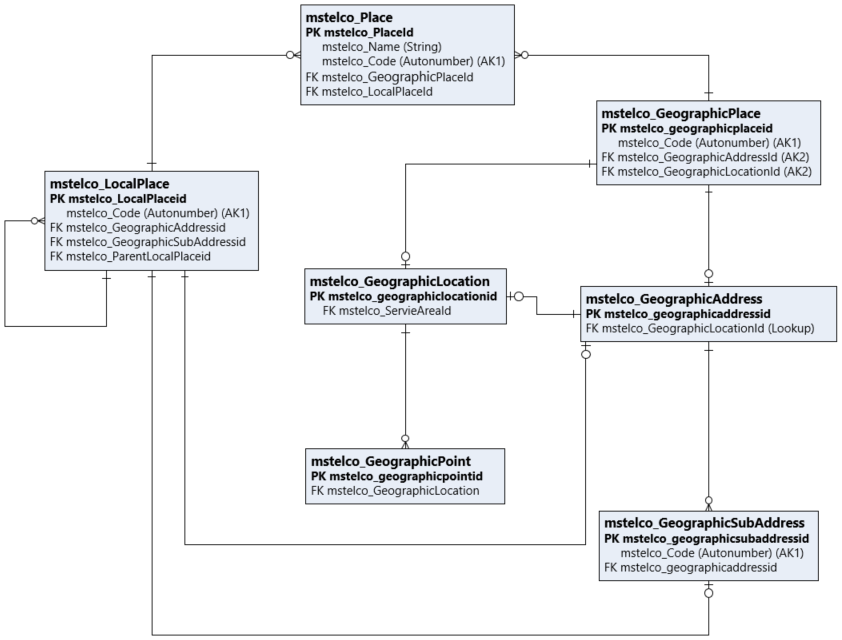 mstelco_Place
PK mstelco_PlaceId
mstelco_Name (String)
mstelco_Code (Autonumber) (AK1)
FK mstelco_GeographicPlaceId
FK mstelco_LocalPlaceId
mstelco_GeographicPlace
PK mstelco_geographicplaceid
mstelco_Code (Autonumber) (AK1)
FK mstelco_GeographicAddressId (AK2)
FK mstelco_GeographicLocationId (AK2)
mstelco_LocalPlace
PK mstelco_LocalPlaceid
mstelco_Code (Autonumber) (AK1)
FK mstelco_GeographicAddressid
FK mstelco_GeographicSubAddressid
FK mstelco_ParentLocalPlaceid
mstelco_GeographicLocation
PK mstelco_geographiclocationid
FK mstelco_ServieAreaId
mstelco_GeographicAddress
PK mstelco_geographicaddressid
FK mstelco_GeographicLocationId (Lookup)
mstelco_GeographicPoint
PK mstelco_geographicpointid
FK mstelco_GeographicLocation
mstelco_GeographicSubAddress
PK mstelco_geographicsubaddressid
mstelco_Code (Autonumber) (AK1)
FK mstelco_geographicaddressid